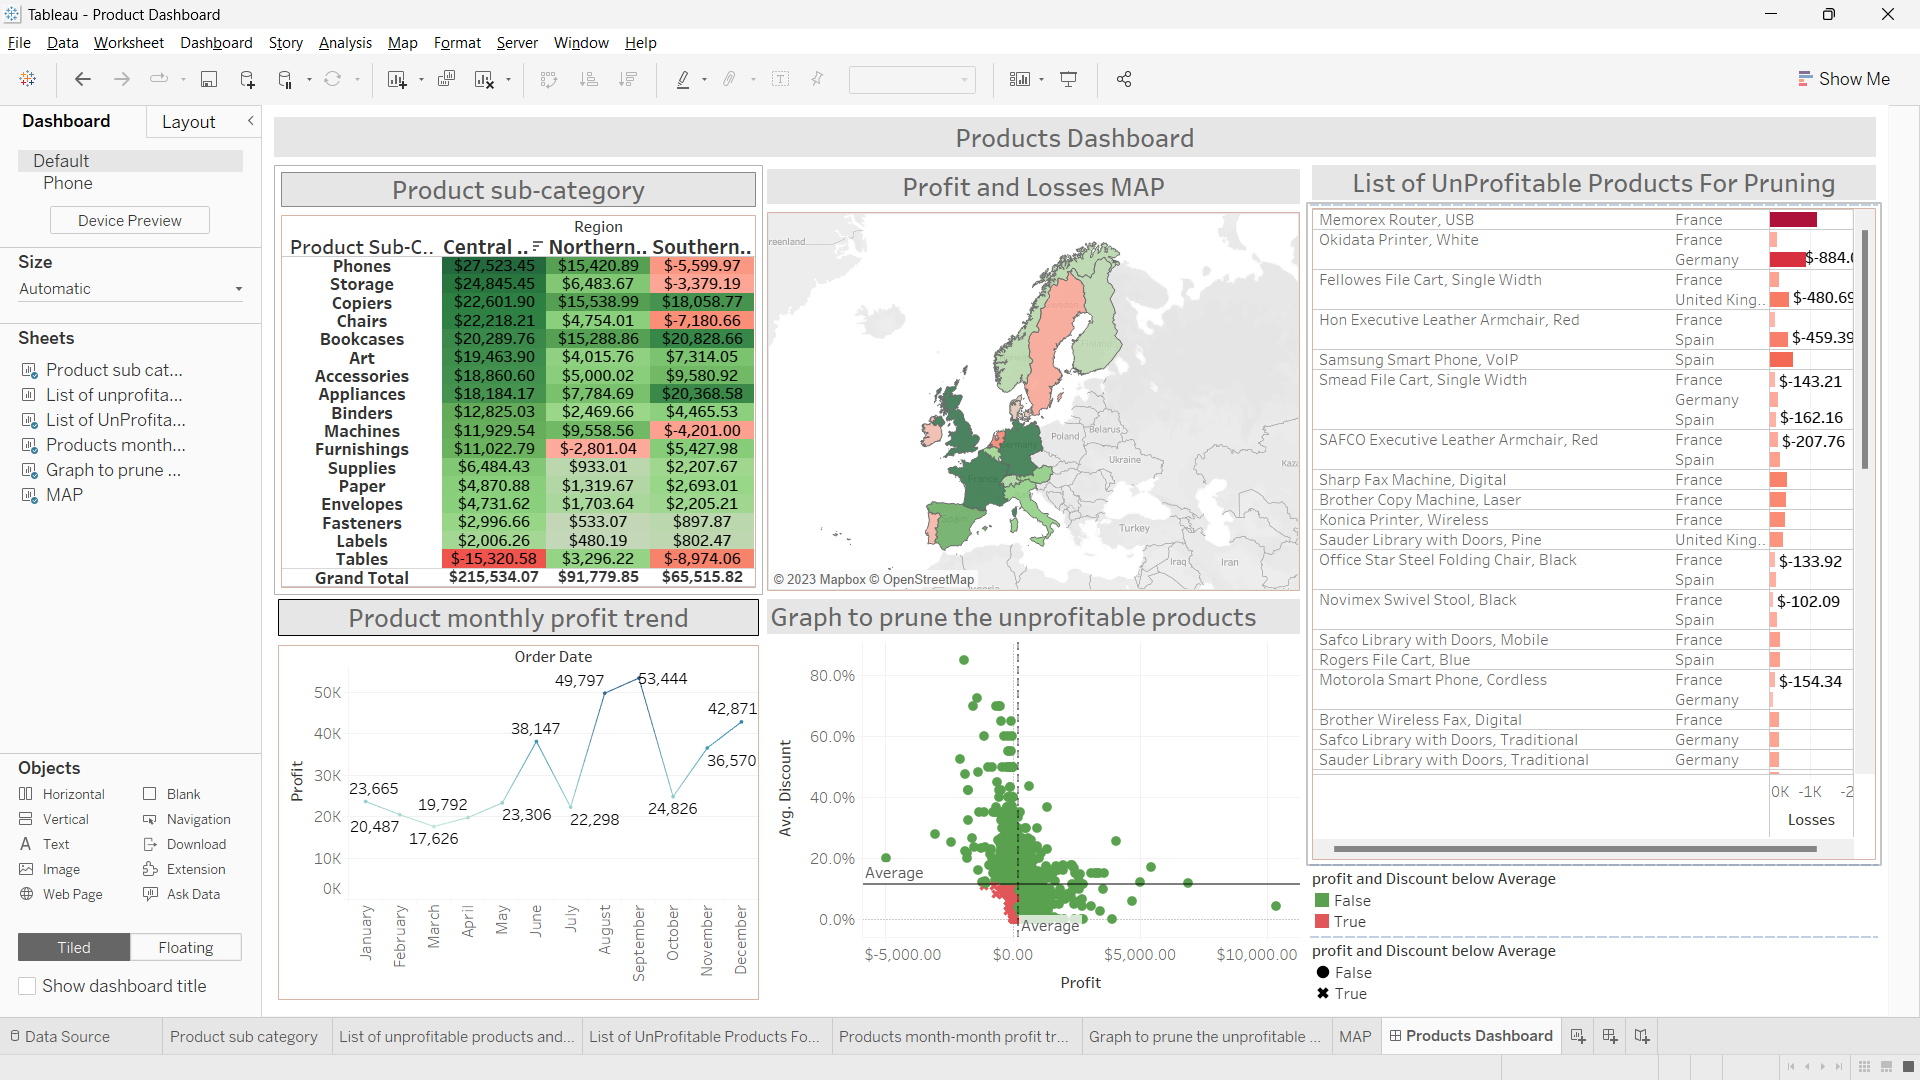 Tableau - Product Dashboard
File Data Worksheet Dashboard Story Analysis Map Format Server Window Help
Show Me
Dashboard Layout
Default
Phone
Device Preview
Size
Automatic
Sheets
Product sub cat...
List of unprofita...
List of UnProfita...
Products month...
Graph to prune ...
MAP
Objects
Horizontal Blank
Vertical Navigation
Text Download
Image Extension
Web Page Ask Data
Tiled Floating
Show dashboard title
Products Dashboard
Product sub-category
Region
Product Sub-C.. Central .. Northern.. Southern..
Phones $27,523.45 $15,420.89 $-5,599.97
Storage $24,845.45 $6,483.67 $-3,379.19
Copiers $22,601.90 $15,538.99 $18,058.77
Chairs $22,218.21 $4,754.01 $-7,180.66
Bookcases $20,289.76 $15,288.86 $20,828.66
Art $19,463.90 $4,015.76 $7,314.05
Accessories $18,860.60 $5,000.02 $9,580.92
Appliances $18,184.17 $7,784.69 $20,368.58
Binders $12,825.03 $2,469.66 $4,465.53
Machines $11,929.54 $9,558.56 $-4,201.00
Furnishings $11,022.79 $-2,801.04 $5,427.98
Supplies $6,484.43 $933.01 $2,207.67
Paper $4,870.88 $1,319.67 $2,693.01
Envelopes $4,731.62 $1,703.64 $2,205.21
Fasteners $2,996.66 $533.07 $897.87
Labels $2,006.26 $480.19 $802.47
Tables $-15,320.58 $3,296.22 $-8,974.06
Grand Total $215,534.07 $91,779.85 $65,515.82
Profit and Losses MAP
reenland
Finland
Belarus
Poland
Germany
Ukraine
Kaz
France
Spain
Turkey
Iraq Iran
© 2023 Mapbox © OpenStreetMap
List of UnProfitable Products For Pruning
Memorex Router, USB France
Okidata Printer, White France
Germany $-884.0
Fellowes File Cart, Single Width France
United King.. $-480.69
Hon Executive Leather Armchair, Red France
Spain $-459.39
Samsung Smart Phone, VoIP Spain
Smead File Cart, Single Width France $-143.21
Germany
Spain $-162.16
SAFCO Executive Leather Armchair, Red France $-207.76
Spain
Sharp Fax Machine, Digital France
Brother Copy Machine, Laser France
Konica Printer, Wireless France
Sauder Library with Doors, Pine United King..
Office Star Steel Folding Chair, Black France $-133.92
Spain
Novimex Swivel Stool, Black France $-102.09
Spain
Safco Library with Doors, Mobile France
Rogers File Cart, Blue Spain
Motorola Smart Phone, Cordless France $-154.34
Germany
Brother Wireless Fax, Digital France
Safco Library with Doors, Traditional Germany
Sauder Library with Doors, Traditional Germany
0K -1K -2
Losses
Product monthly profit trend
Order Date
Profit
50K
40K
30K
20K
10K
0K
23,665
20,487
17,626
19,792
23,306
38,147
22,298
49,797
53,444
24,826
36,570
42,871
January February March April May June July August September October November December
Graph to prune the unprofitable products
Avg. Discount
80.0%
60.0%
40.0%
20.0%
0.0%
Average
Average
$-5,000.00 $0.00 $5,000.00 $10,000.00
Profit
profit and Discount below Average
False
True
profit and Discount below Average
False
True
Data Source Product sub category List of unprofitable products and... List of UnProfitable Products Fo... Products month-month profit tr... Graph to prune the unprofitable ... MAP Products Dashboard